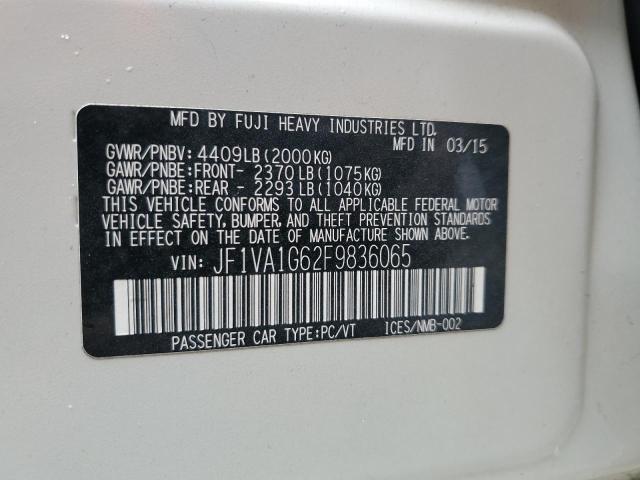 MFD BY FUJI HEAVY INDUSTRIES LTD.
MFD IN 03/15
GVWR/PNBV: 4409LB(2000KG)
GAWR/PNBE:FRONT- 2370LB(1075KG)
GAWR/PNBE:REAR - 2293LB(1040KG)
THIS VEHICLE CONFORMS TO ALL APPLICABLE FEDERAL MOTOR
VEHICLE SAFETY, BUMPER, AND THEFT PREVENTION STANDARDS
IN EFFECT ON THE DATE OF MANUFACTURE SHOWN ABOVE.
VIN: JF1VA1G62F9836065
PASSENGER CAR TYPE:PC/VT ICES/NMB-002